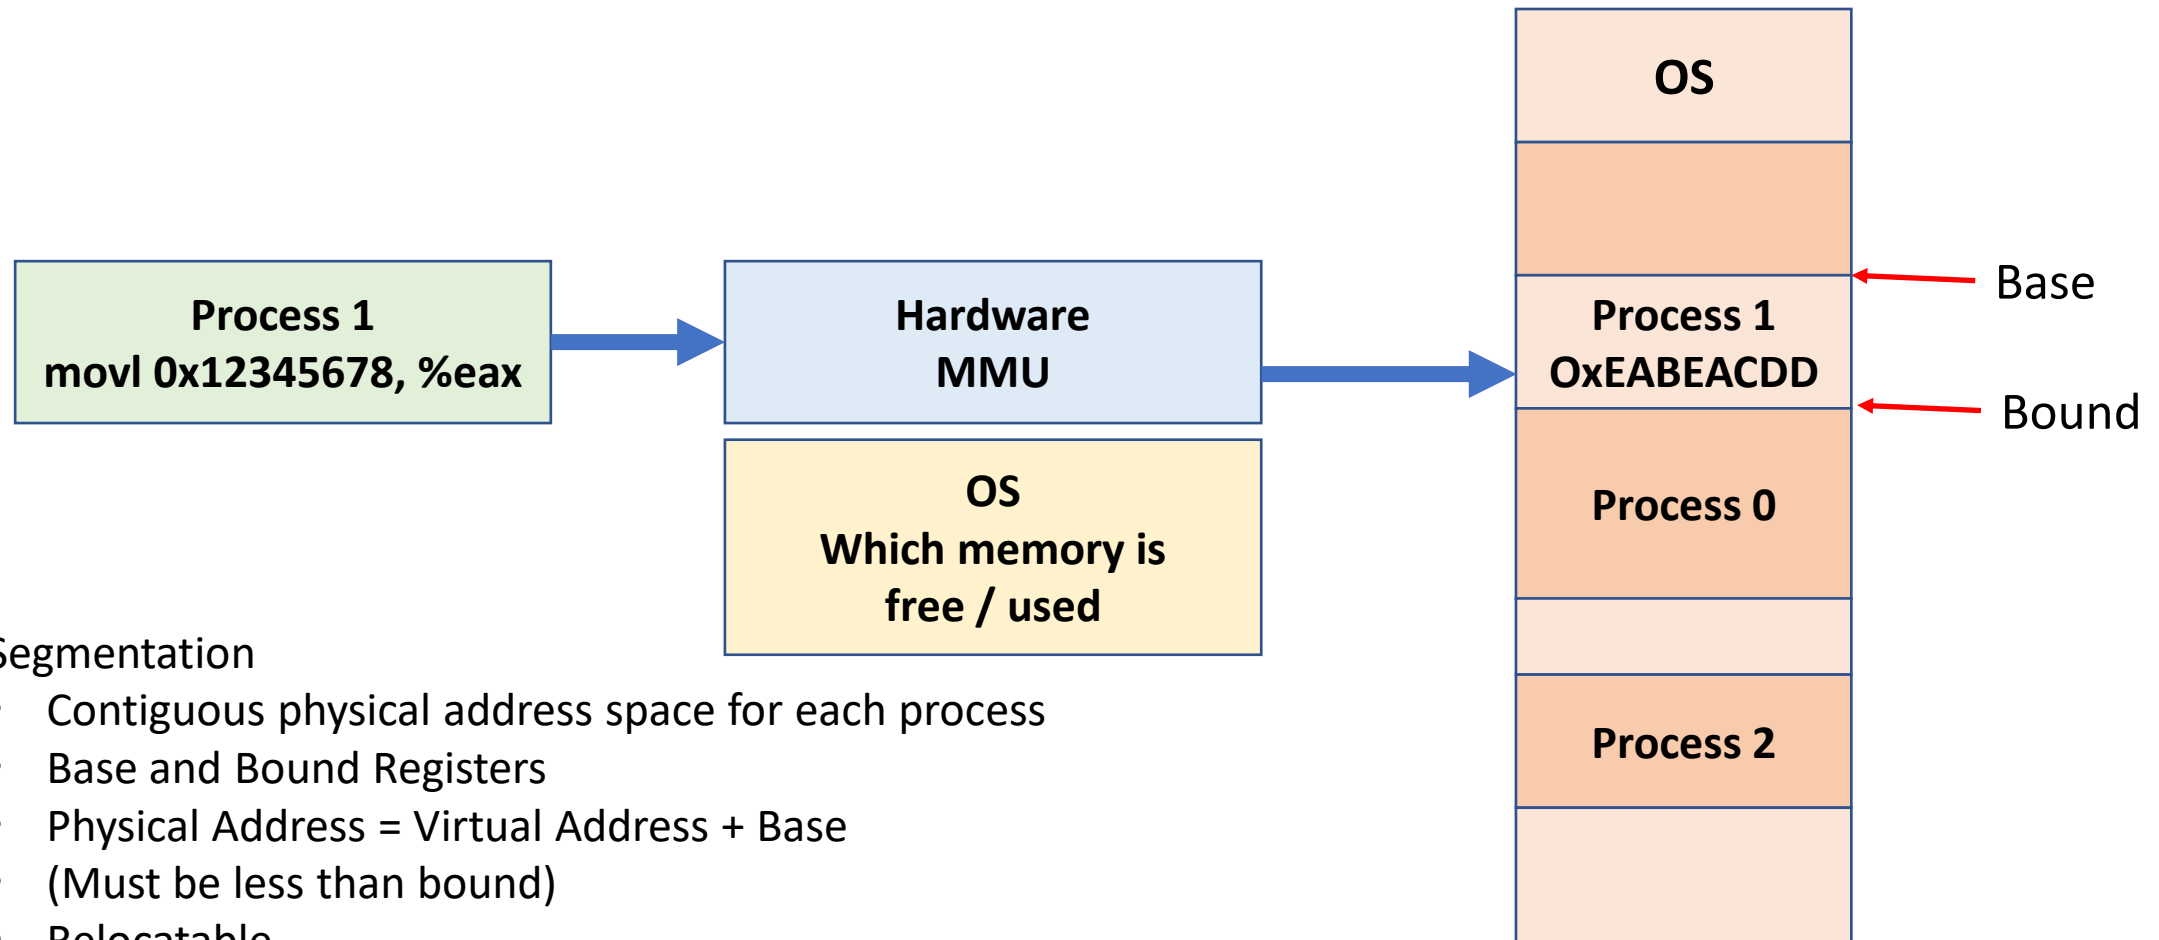 OS
Process 1
movl 0x12345678, %eax
Hardware
MMU
Process 1
OxEABEACDD
Base
Bound
OS
Which memory is
free / used
Process 0
Process 2
Segmentation
• Contiguous physical address space for each process
• Base and Bound Registers
• Physical Address = Virtual Address + Base
• (Must be less than bound)
• Relocatable